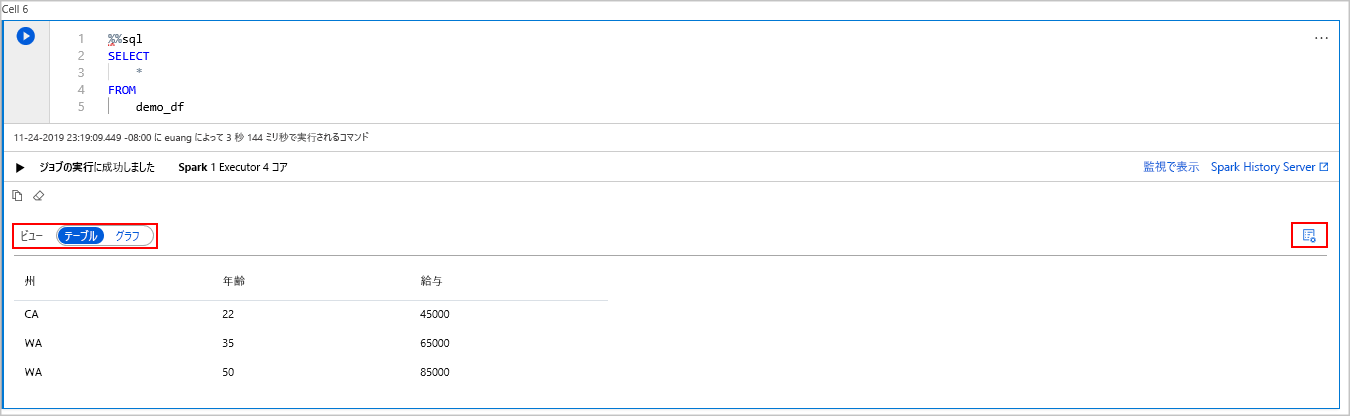 Cell 6
1 %%sql
2 SELECT
3 *
4 FROM
5 demo_df
11-24-2019 23:19:09.449 -08:00 に euang によって 3 秒 144 ミリ秒で実行されるコマンド
ジョブの実行に成功しました Spark 1 Executor 4 コア 監視で表示 Spark History Server
ビュー テーブル グラフ
州 年齢 給与
CA 22 45000
WA 35 65000
WA 50 85000